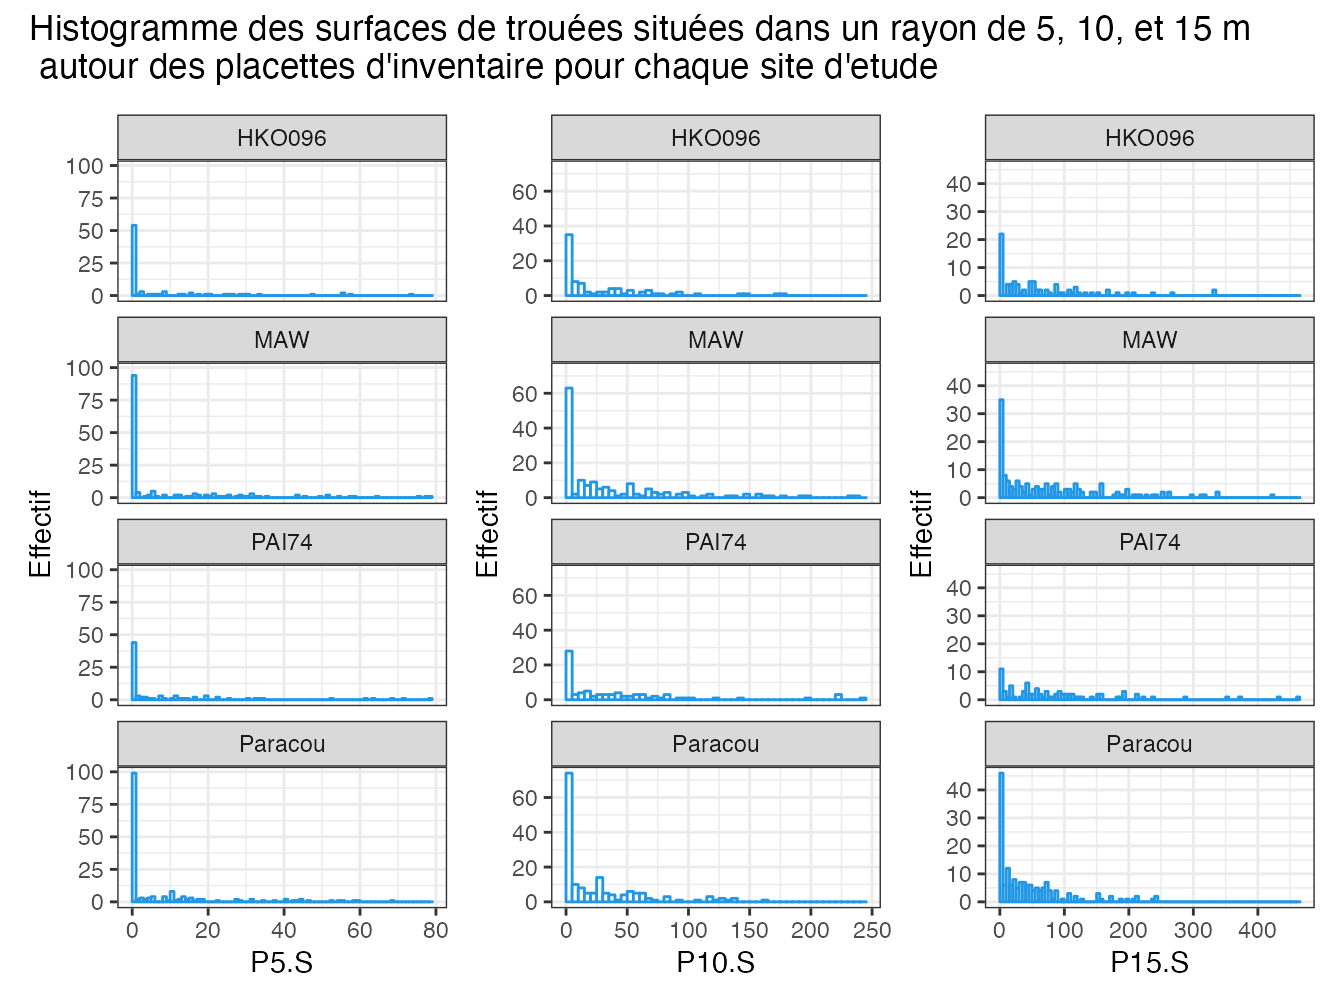 Histogramme des surfaces de trouées situées dans un rayon de 5, 10, et 15 m
autour des placettes d'inventaire pour chaque site d'etude
HKO096
100
75
50
25
0
MAW
100
75
50
25
0
PAI74
100
75
50
25
0
Paracou
100
75
50
25
0
0 20 40 60 80
P5.S
Effectif
HKO096
60
40
20
0
MAW
60
40
20
0
PAI74
60
40
20
0
Paracou
60
40
20
0
0 50 100 150 200 250
P10.S
Effectif
HKO096
40
30
20
10
0
MAW
40
30
20
10
0
PAI74
40
30
20
10
0
Paracou
40
30
20
10
0
0 100 200 300 400
P15.S
Effectif